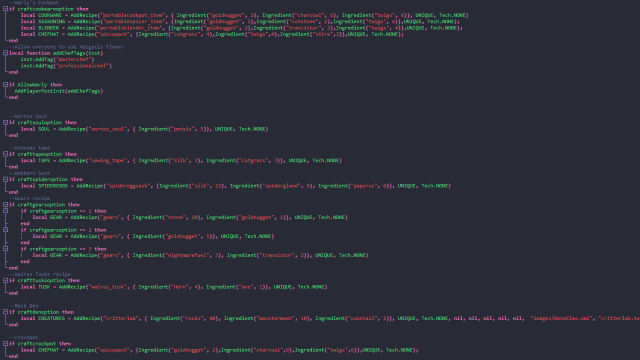 --Warly's Cookpot
if craftcookwareoption then
local COOKWARE = AddRecipe("portablecookpot_item", { Ingredient("goldnugget", 2), Ingredient("charcoal", 6), Ingredient("twigs", 6)}, UNIQUE, Tech.NONE)
local SEASONING = AddRecipe("portablespicer_item", {Ingredient("goldnugget", 2), Ingredient("cutstone", 2), Ingredient("twigs", 6)}, UNIQUE, Tech.NONE);
local BLENDER = AddRecipe("portableblender_item", {Ingredient("goldnugget", 2), Ingredient("twigs", 4)},UNIQUE, Tech.NONE);
local CHEFHAT = AddRecipe("spicepack", {Ingredient("cutgrass", 4), Ingredient("twigs",4), Ingredient("nitre",2)},UNIQUE, Tech.NONE);
end
--Allow everyone to use Abigails Flower
local function addChefTags(inst)
inst:AddTag("masterchef")
inst:AddTag("professionalchef")
end
if AllowWarly then
AddPlayerPostInit(addChefTags)
end
--Wortox Soul
if craftsouloption then
local SOUL = AddRecipe("wortox_soul", { Ingredient("petals", 5)}, UNIQUE, Tech.NONE)
end
--Winonas tape
if crafttapeoption then
local TAPE = AddRecipe("sewing_tape", { Ingredient("silk", 1), Ingredient("cutgrass", 3)}, UNIQUE, Tech.NONE)
end
--Webbers Sack
if craftspideroption then
local SPIDEREGGS = AddRecipe("spidereggsack", {Ingredient("silk", 12), Ingredient("spidergland", 6), Ingredient("papyrus", 6)}, UNIQUE, Tech.NONE)
end
--Gears recipe
if craftgearsoption then
if craftgearsoption == 1 then
local GEAR = AddRecipe("gears", { Ingredient("stone", 10), Ingredient("goldnugget", 1)}, UNIQUE, Tech.NONE)
end
if craftgearsoption == 2 then
local GEAR = AddRecipe("gears", { Ingredient("goldnugget", 5)}, UNIQUE, Tech.NONE)
end
if craftgearsoption == 3 then
local GEAR = AddRecipe("gears", { Ingredient("nightmarefuel", 3), Ingredient("transistor", 2)}, UNIQUE, Tech.NONE)
end
end
--Walrus Tusks recipe
if crafttuskoption then
local TUSK = AddRecipe("walrus_tusk", { Ingredient("Horn", 4), Ingredient("axe", 1)}, UNIQUE, Tech.NONE)
end
--Rock Den
if craftdenoption then
local CREATURES = AddRecipe("critterlab", { Ingredient("rocks", 40), Ingredient("monstermeat", 10), Ingredient("coontail", 1)}, UNIQUE, Tech.NONE, nil, nil, nil, nil, nil, "images/DenAtlas.xml", "critterlab.te
end
--crockpot
if craftcrockpot then
local CHEFHAT = AddRecipe("spicepack", {Ingredient("goldnugget", 3),Ingredient("charcoal",6),Ingredient("twigs",6)},UNIQUE, Tech.NONE);
end